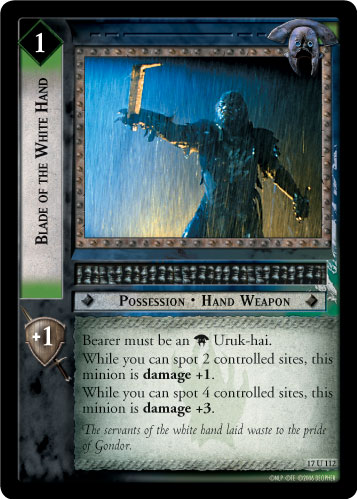 1
BLADE OF THE WHITE HAND
POSSESSION • HAND WEAPON
+1
Bearer must be an Uruk-hai.
While you can spot 2 controlled sites, this
minion is damage +1.
While you can spot 4 controlled sites, this
minion is damage +3.
The servants of the white hand laid waste to the pride
of Gondor.
17 U 112